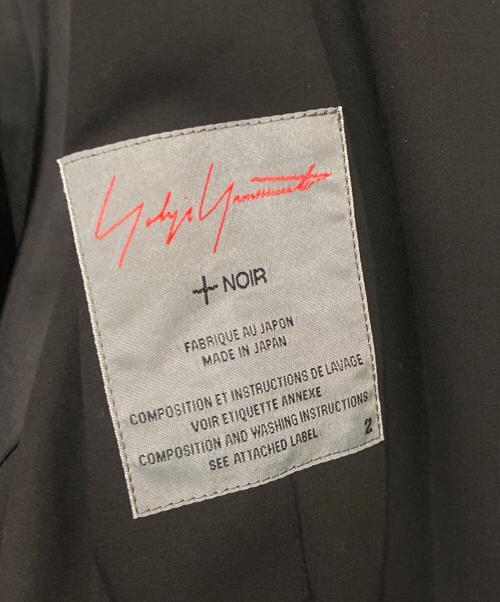 Yohji Yamamoto
+NOIR
FABRIQUE AU JAPON
MADE IN JAPAN
COMPOSITION ET INSTRUCTIONS DE LAVAGE
VOIR ETIQUETTE ANNEXE
COMPOSITION AND WASHING INSTRUCTIONS
SEE ATTACHED LABEL
2